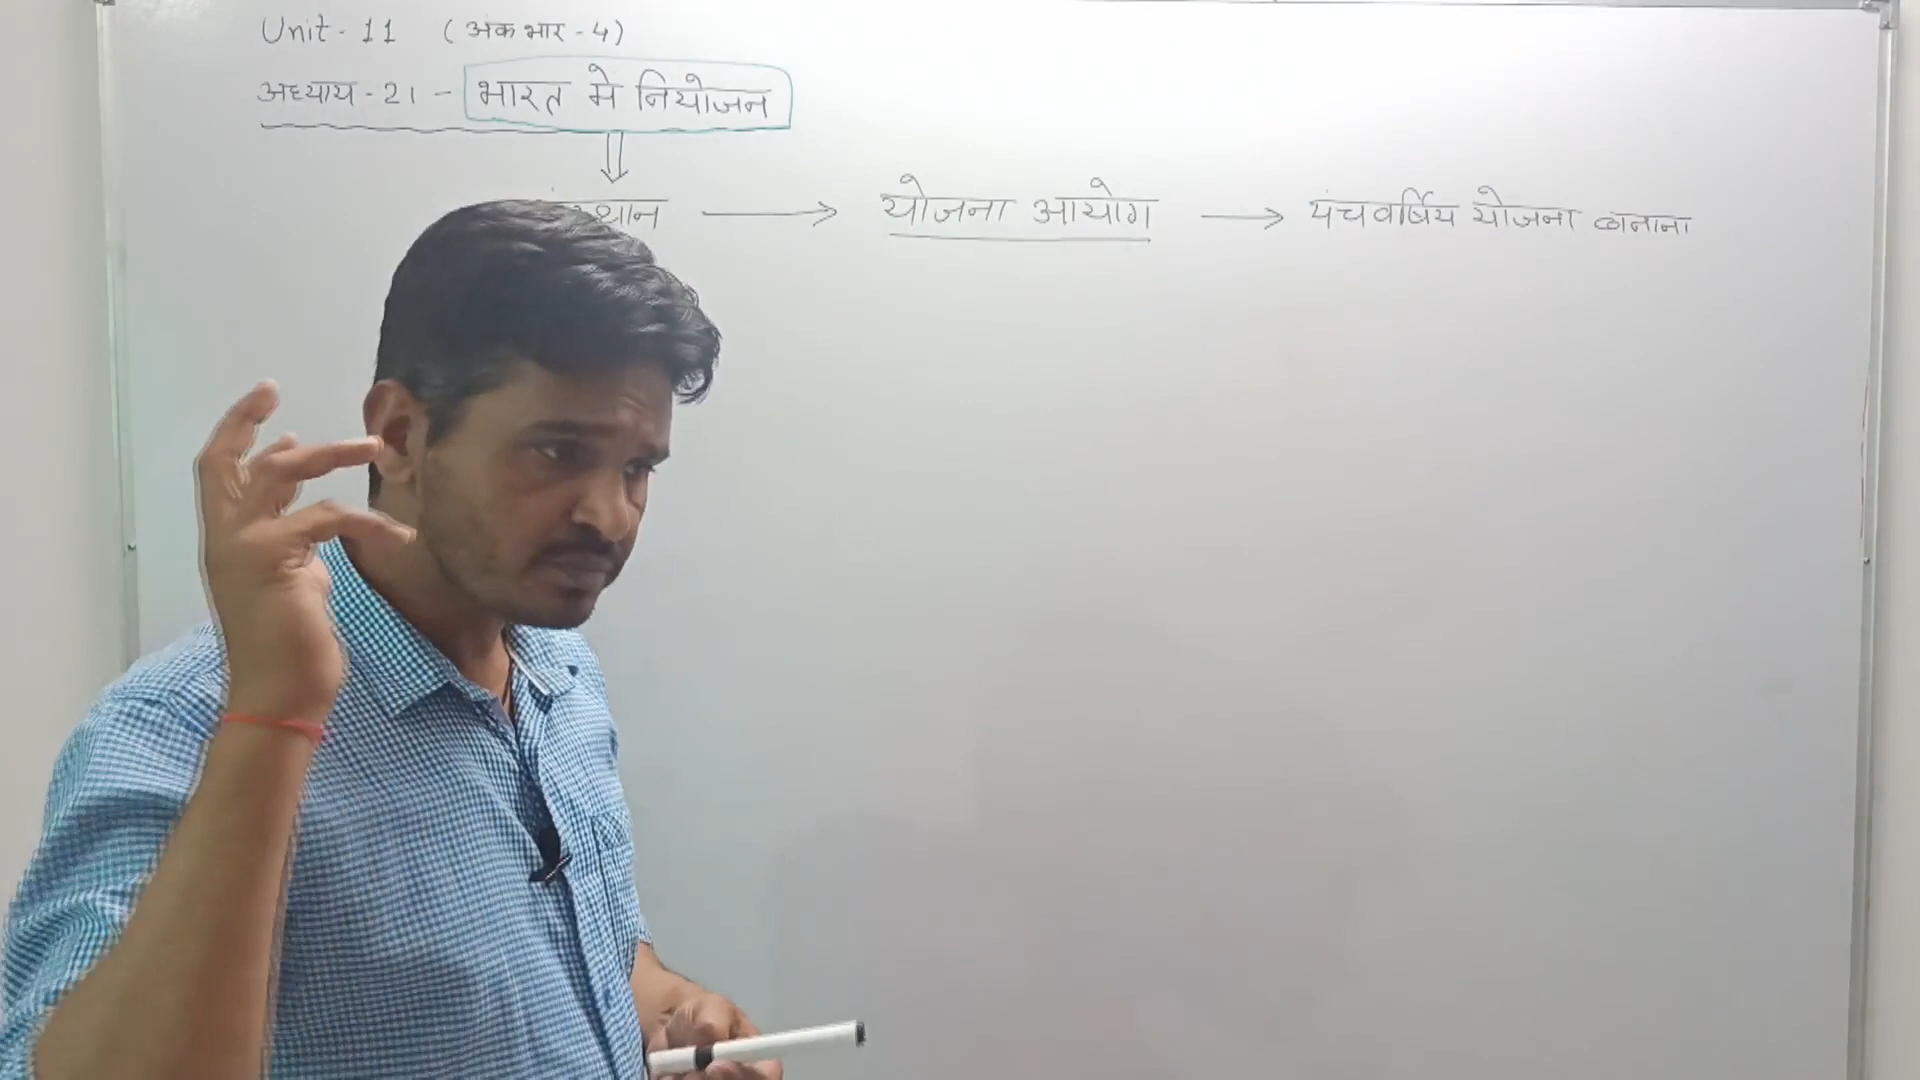 Unit - 11 (अंक भार - 4)
अध्याय - 21 - भारत मे नियोजन
योजना आयोग → पंचवर्षिय योजना बनाना